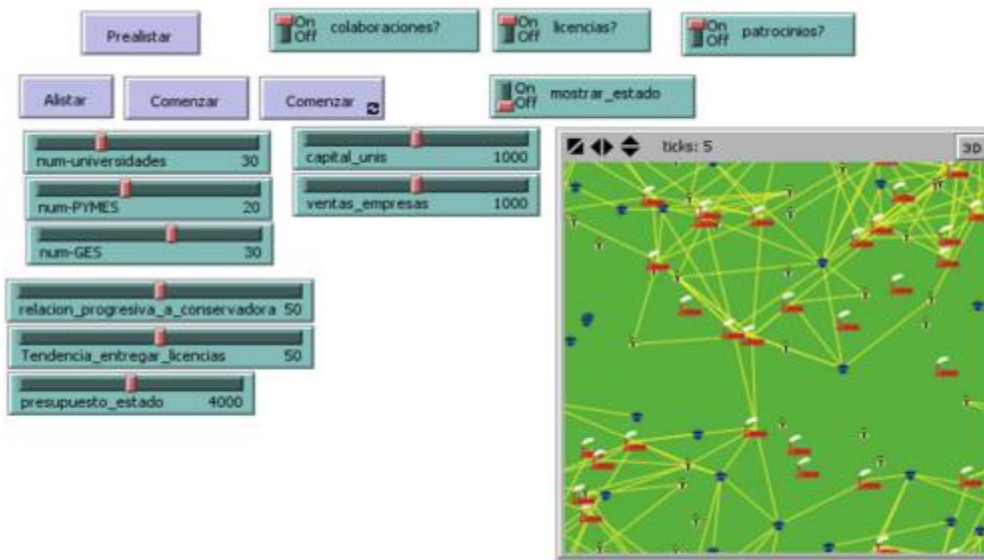 Prealistar
On
Off
colaboraciones?
On
Off
licencias?
On
Off
patrocinios?
Alistar
Comenzar
Comenzar
On
Off
mostrar_estado
num-universidades 30
capital_unis 1000
num-PYMES 20
ventas_empresas 1000
num-GES 30
relacion_progresiva_a_conservadora 50
Tendencia_entregar_licencias 50
presupuesto_estado 4000
ticks: 5
3D